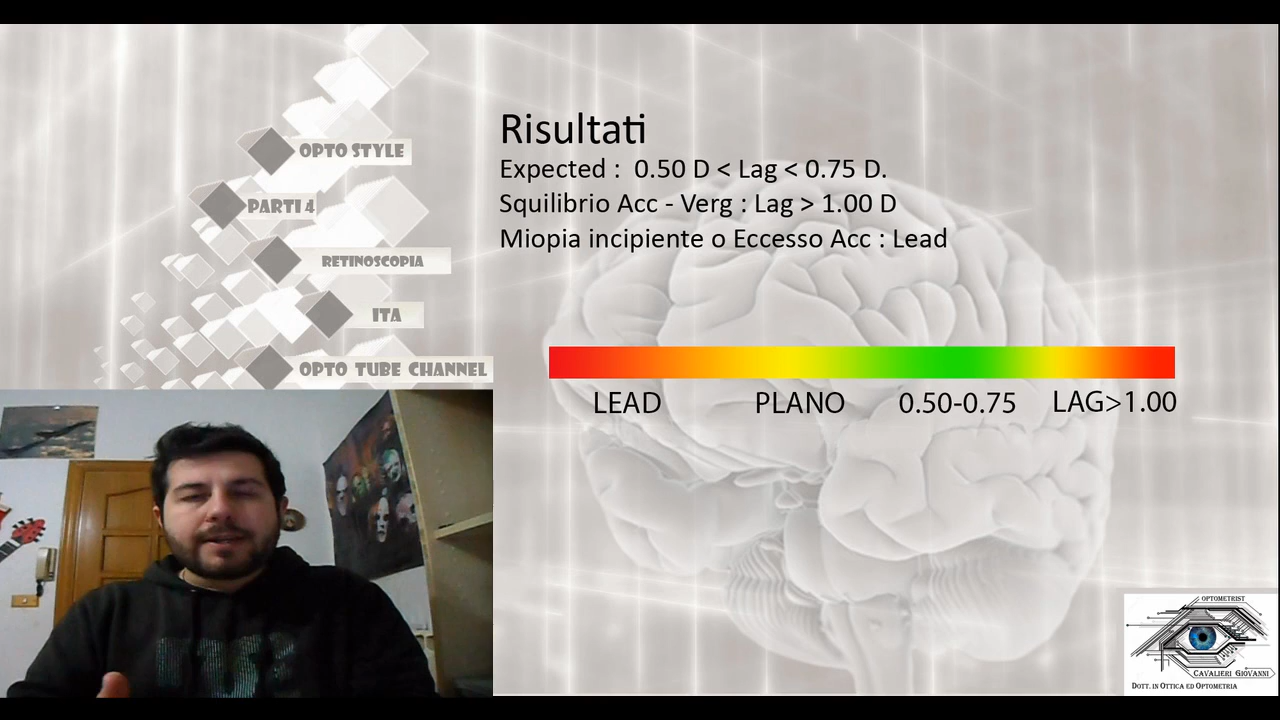 OPTO STYLE
PARTI 4
RETINOSCOPIA
ITA
OPTO TUBE CHANNEL
Risultati
Expected : 0.50 D < Lag < 0.75 D.
Squilibrio Acc - Verg : Lag > 1.00 D
Miopia incipiente o Eccesso Acc : Lead
LEAD PLANO 0.50-0.75 LAG>1.00
OPTOMETRIST
CAVALIERI GIOVANNI
DOTT. IN OTTICA ED OPTOMETRIA